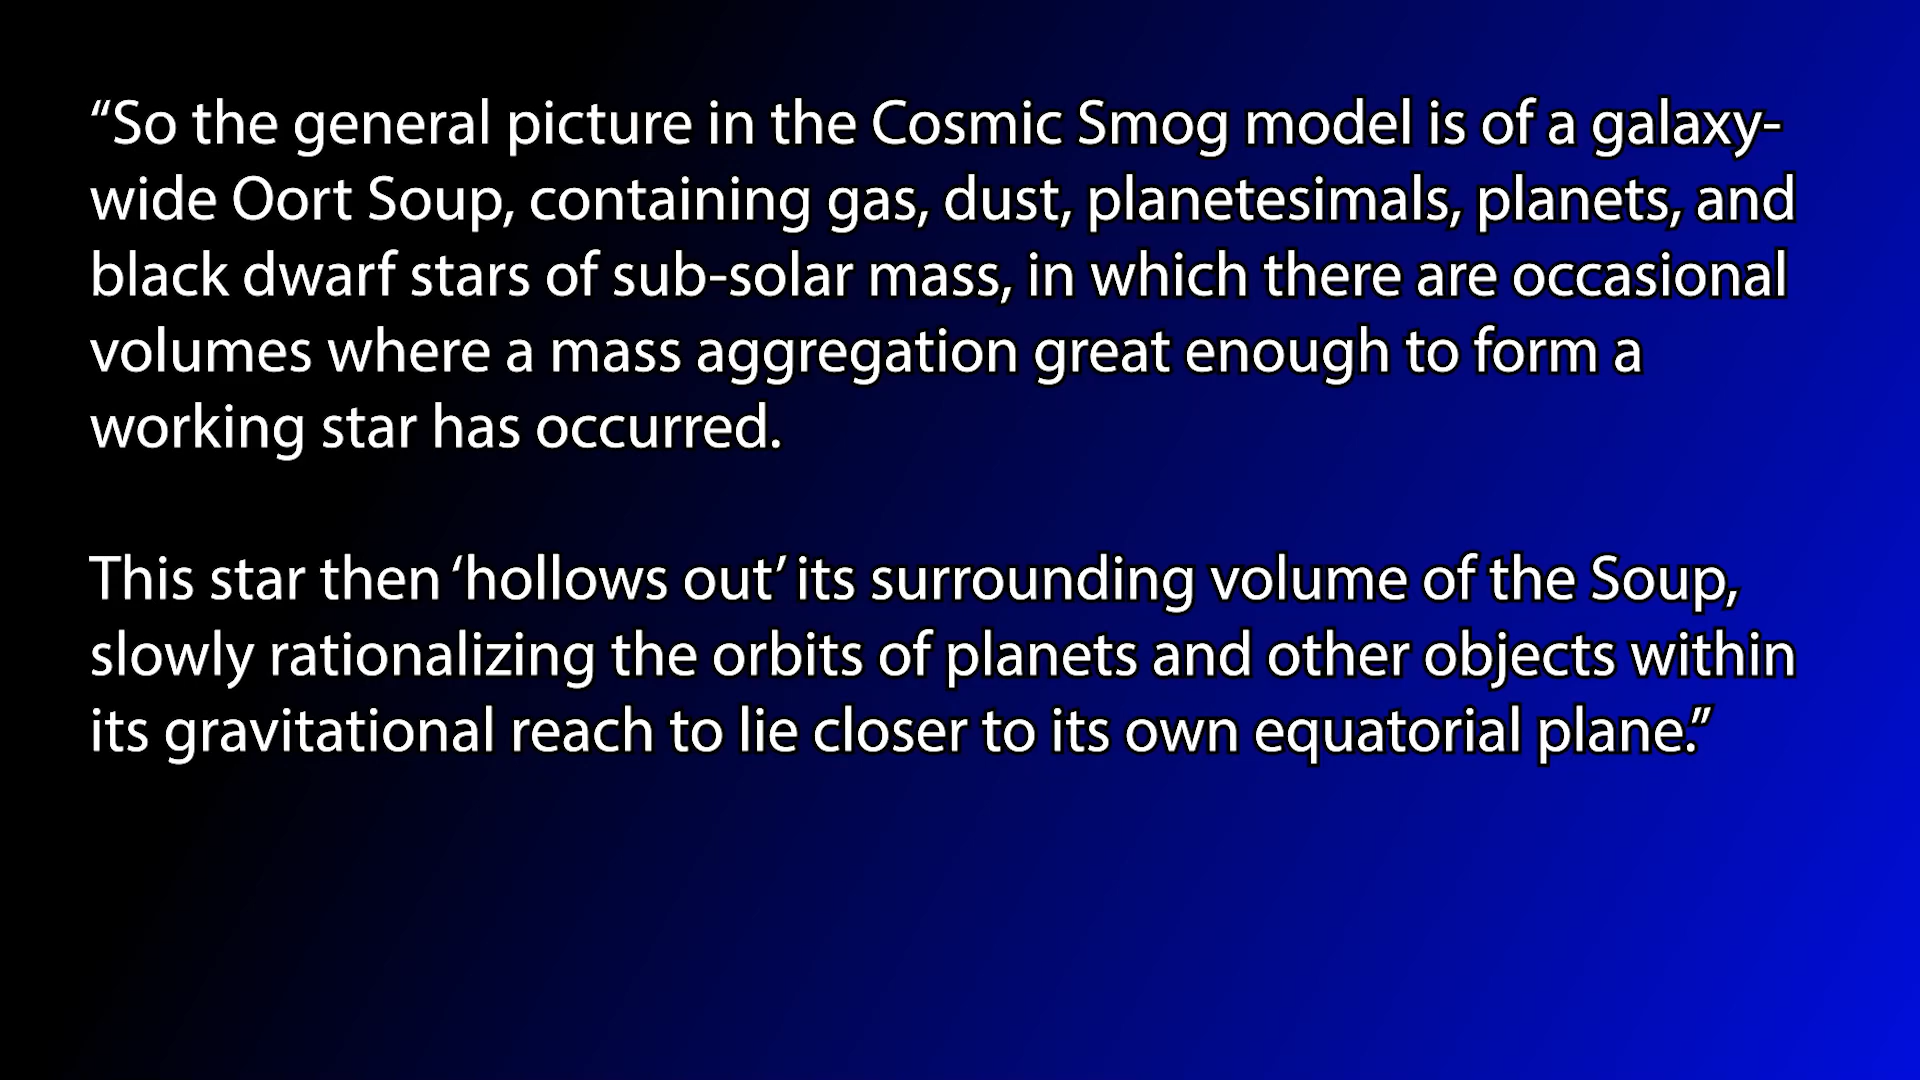 “So the general picture in the Cosmic Smog model is of a galaxy-
wide Oort Soup, containing gas, dust, planetesimals, planets, and
black dwarf stars of sub-solar mass, in which there are occasional
volumes where a mass aggregation great enough to form a
working star has occurred.
This star then ‘hollows out’ its surrounding volume of the Soup,
slowly rationalizing the orbits of planets and other objects within
its gravitational reach to lie closer to its own equatorial plane.”